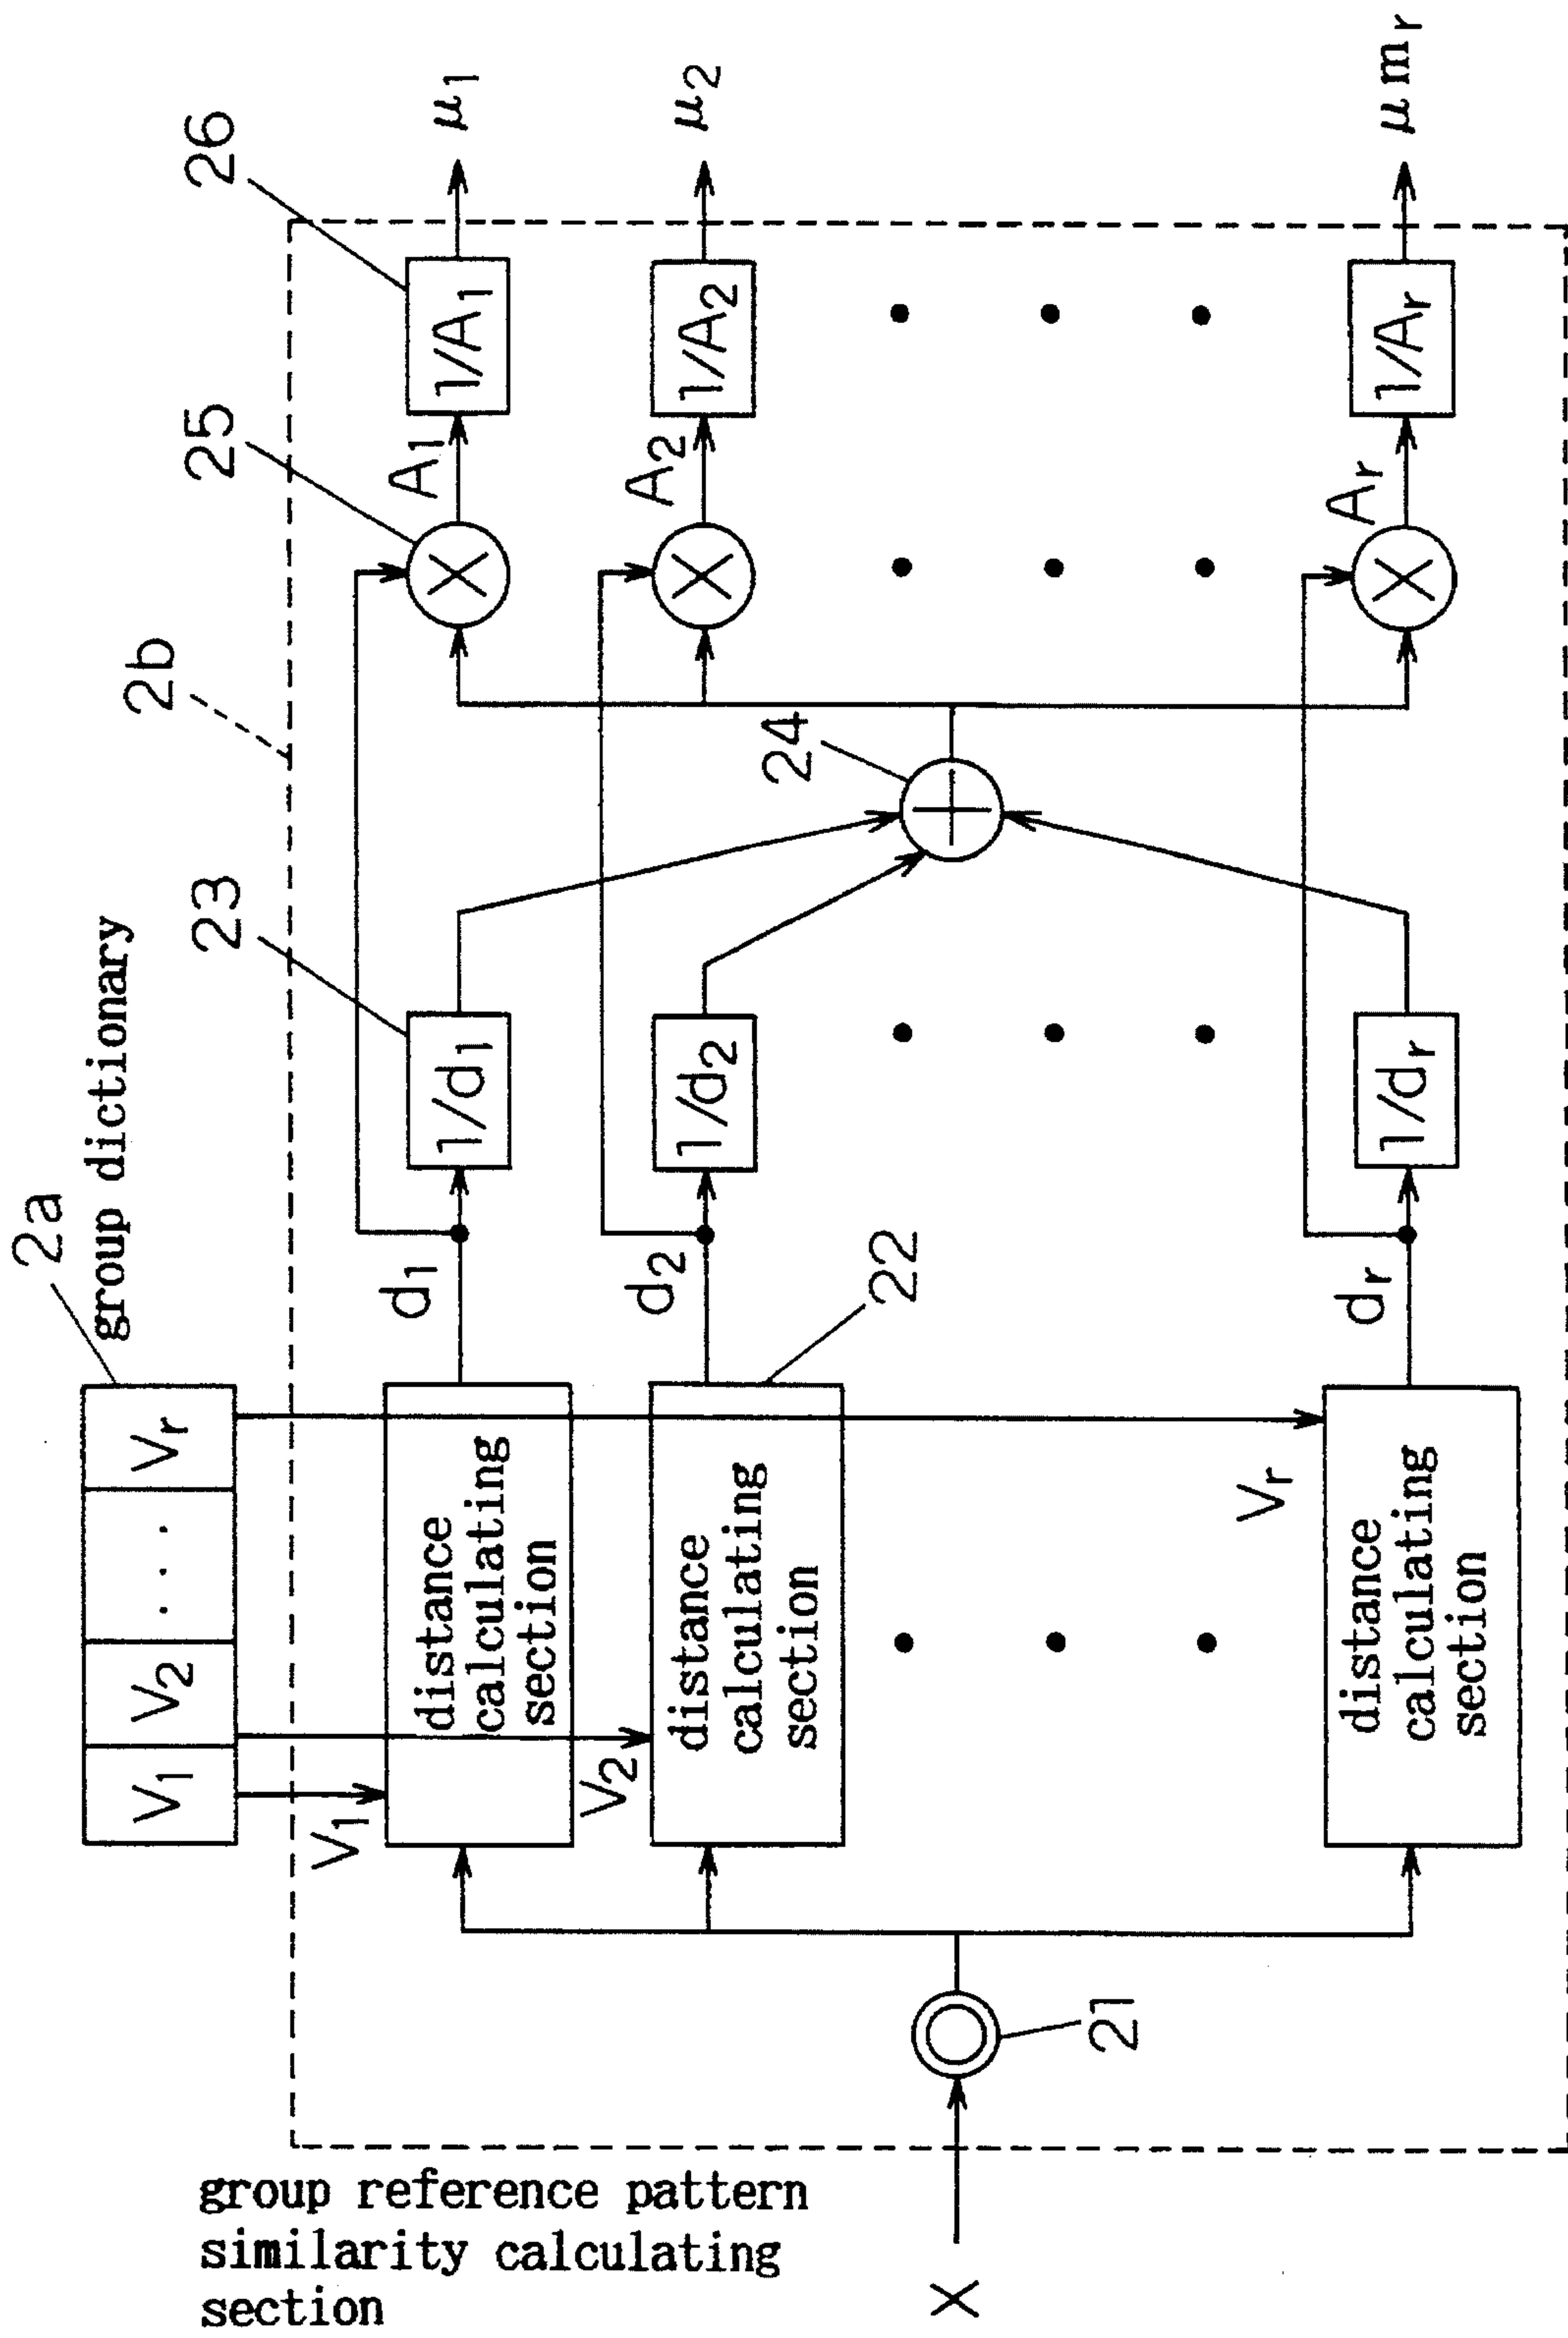 2a
group dictionary
V1 V2 ... Vr
2b
23
24
25
26
V1
V2
Vr
distance
calculating
section
d1
1/d1
A1
1/A1
μ1
distance
calculating
section
22
d2
1/d2
A2
1/A2
μ2
distance
calculating
section
dr
1/dr
Ar
1/Ar
μmr
X
21
group reference pattern
similarity calculating
section